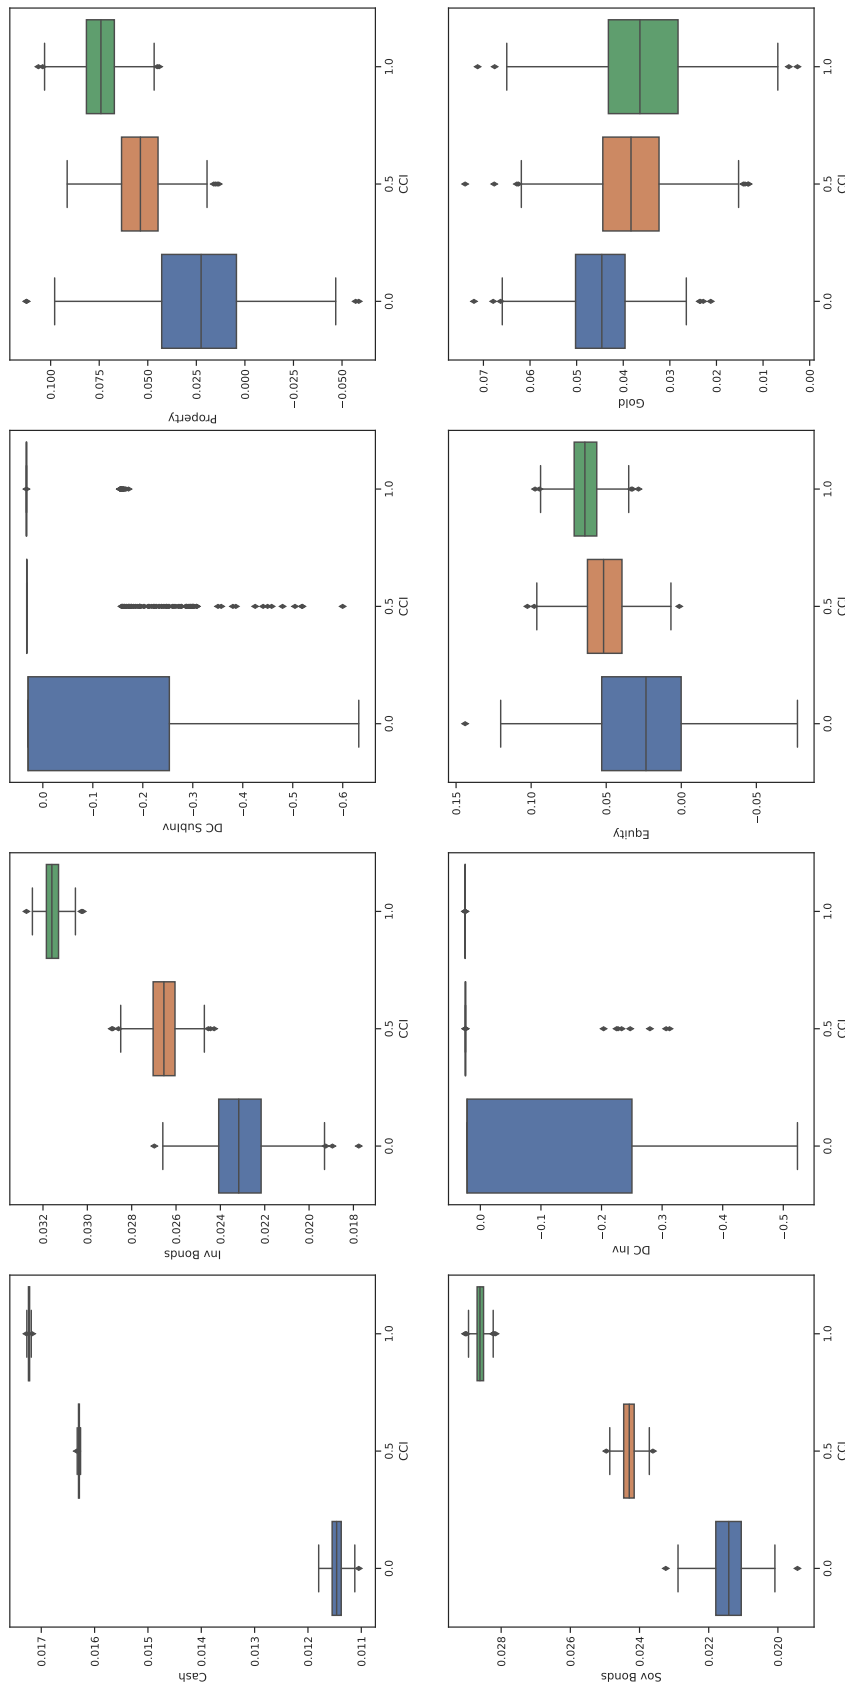 0.017
0.016
0.015
0.014
0.013
0.012
0.011
Cash
0.0 0.5 1.0
CCI
0.032
0.030
0.028
0.026
0.024
0.022
0.020
0.018
Inv Bonds
0.0 0.5 1.0
CCI
0.0
−0.1
−0.2
−0.3
−0.4
−0.5
−0.6
DC SubInv
0.0 0.5 1.0
CCI
0.100
0.075
0.050
0.025
0.000
−0.025
−0.050
Property
0.0 0.5 1.0
CCI
0.028
0.026
0.024
0.022
0.020
Sov Bonds
0.0 0.5 1.0
CCI
0.0
−0.1
−0.2
−0.3
−0.4
−0.5
DC Inv
0.0 0.5 1.0
CCI
0.15
0.10
0.05
0.00
−0.05
Equity
0.0 0.5 1.0
CCI
0.07
0.06
0.05
0.04
0.03
0.02
0.01
0.00
Gold
0.0 0.5 1.0
CCI